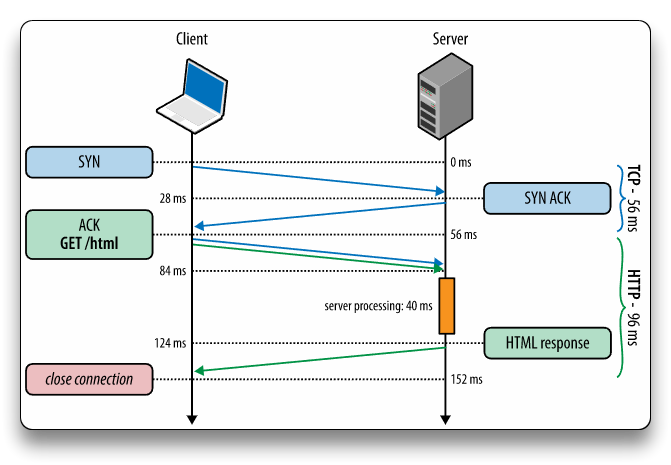 Client
Server
SYN
0 ms
28 ms
SYN ACK
TCP - 56 ms
ACK
GET /html
56 ms
84 ms
HTTP - 96 ms
server processing: 40 ms
124 ms
HTML response
close connection
152 ms